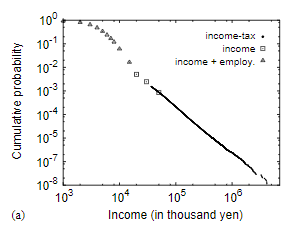 10^0
10^-1
10^-2
10^-3
10^-4
10^-5
10^-6
10^-7
10^-8
Cumulative probability
income-tax
income
income + employ.
10^3 10^4 10^5 10^6
(a) Income (in thousand yen)